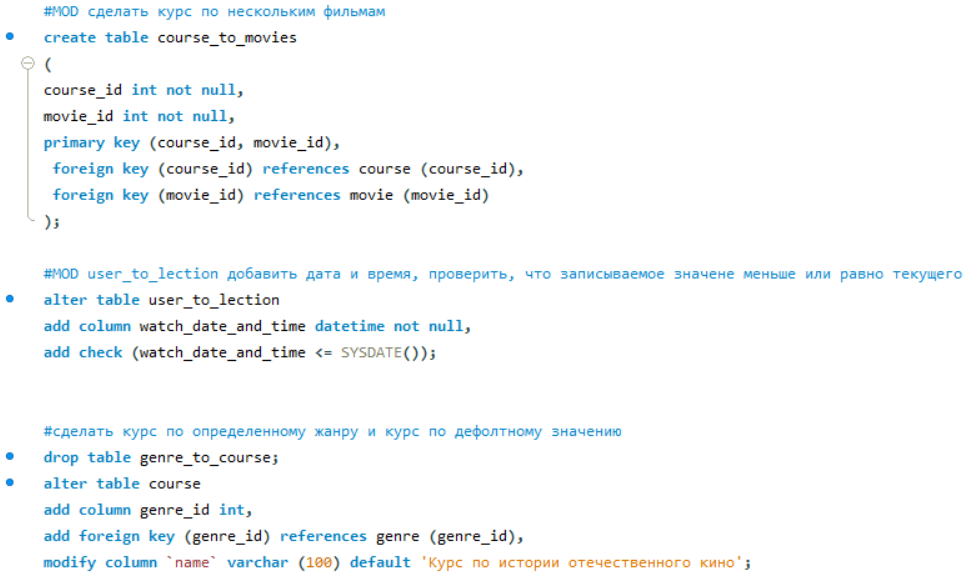 #MOD сделать курс по нескольким фильмам
create table course_to_movies
(
course_id int not null,
movie_id int not null,
primary key (course_id, movie_id),
foreign key (course_id) references course (course_id),
foreign key (movie_id) references movie (movie_id)
);
#MOD user_to_lection добавить дата и время, проверить, что записываемое значене меньше или равно текущего
alter table user_to_lection
add column watch_date_and_time datetime not null,
add check (watch_date_and_time <= SYSDATE());
#сделать курс по определенному жанру и курс по дефолтному значению
drop table genre_to_course;
alter table course
add column genre_id int,
add foreign key (genre_id) references genre (genre_id),
modify column `name` varchar (100) default 'Курс по истории отечественного кино';